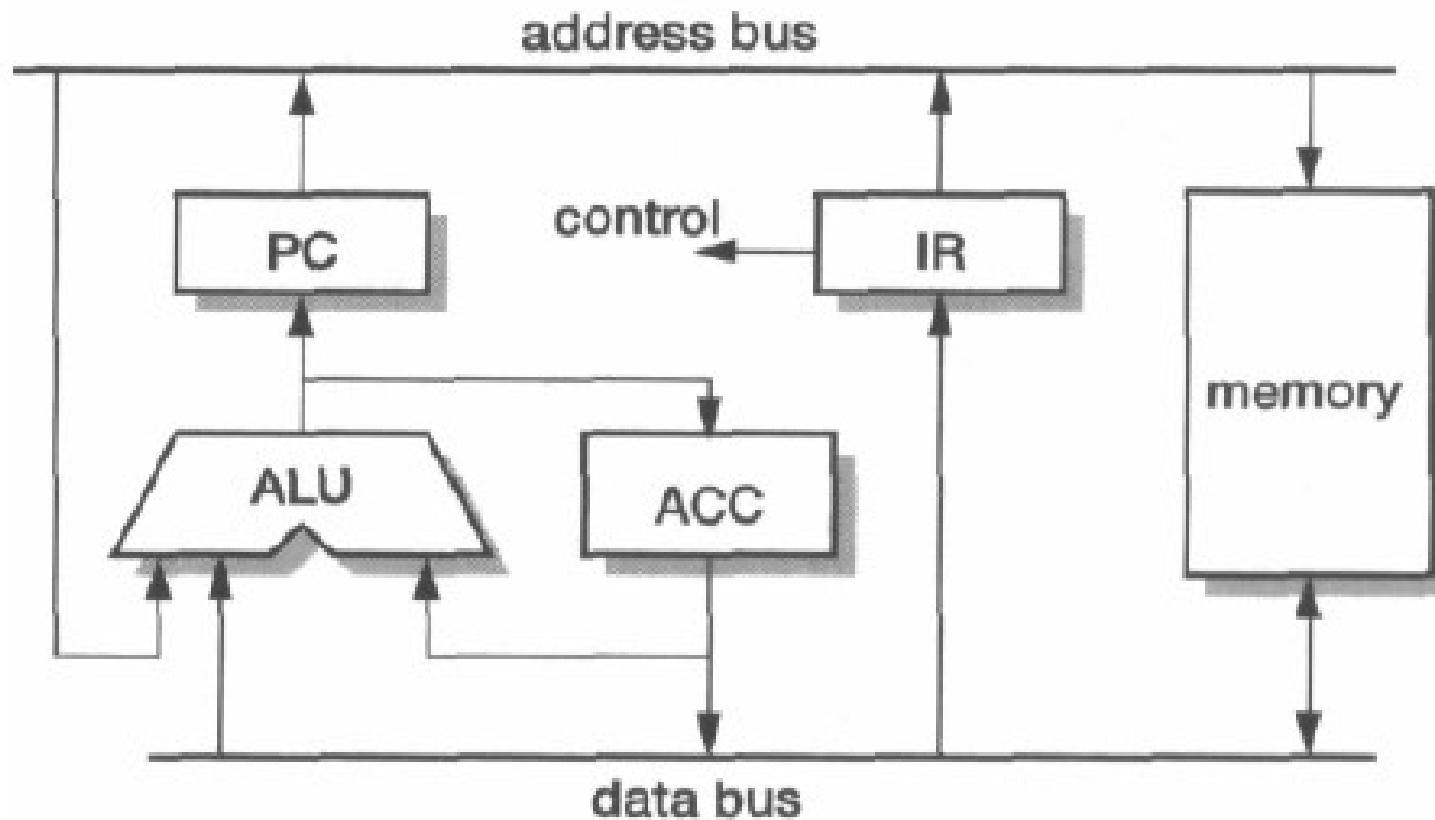 address bus
PC
control
IR
memory
ALU
ACC
data bus